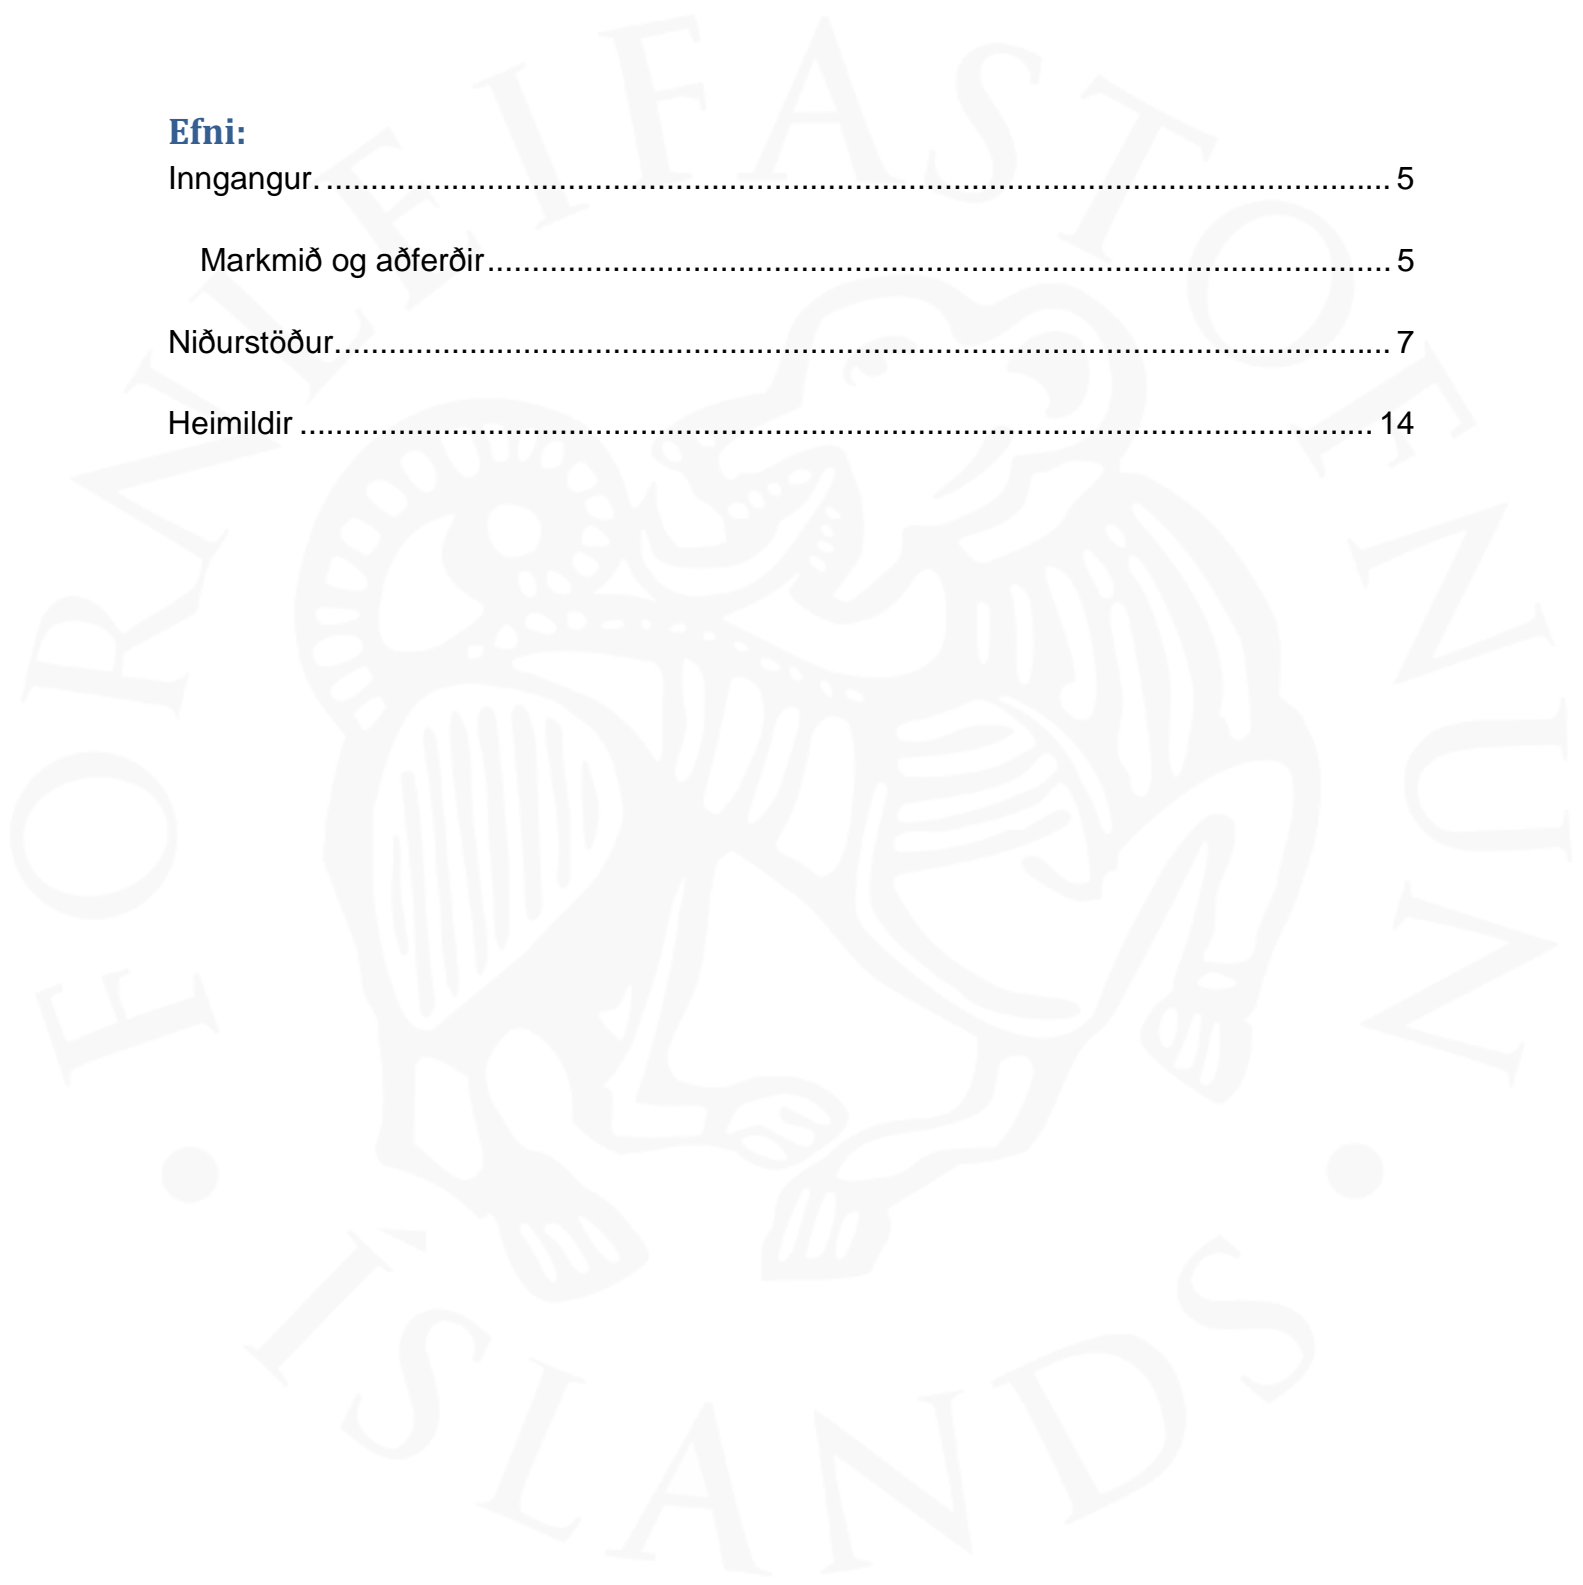 Efni:
Inngangur. ........................................................................................................................ 5
Markmið og aðferðir ..................................................................................................... 5
Niðurstöður...................................................................................................................... 7
Heimildir ........................................................................................................................ 14
FORNLEIFASTOFNUN
• ÍSLANDS •